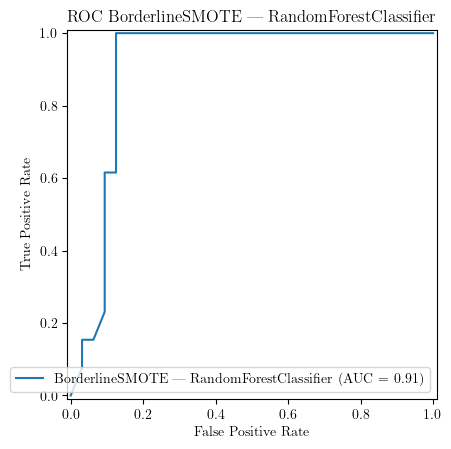 ROC BorderlineSMOTE — RandomForestClassifier
1.0
0.8
0.6
0.4
0.2
0.0
True Positive Rate
BorderlineSMOTE — RandomForestClassifier (AUC = 0.91)
0.0 0.2 0.4 0.6 0.8 1.0
False Positive Rate